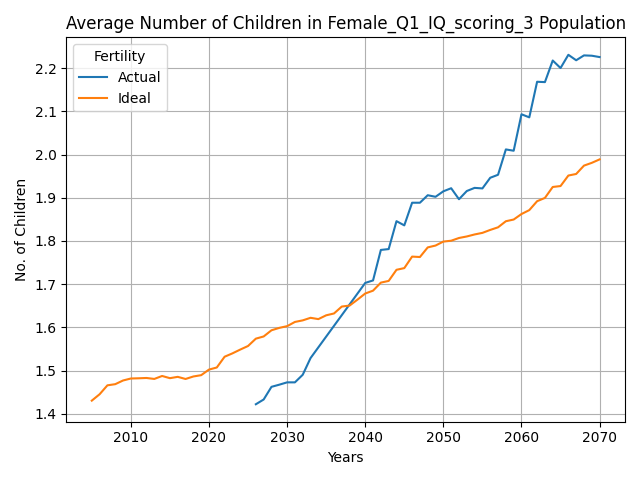 Average Number of Children in Female_Q1_IQ_scoring_3 Population
Fertility
Actual
Ideal
No. of Children
2.2
2.1
2.0
1.9
1.8
1.7
1.6
1.5
1.4
2010
2020
2030
2040
2050
2060
2070
Years